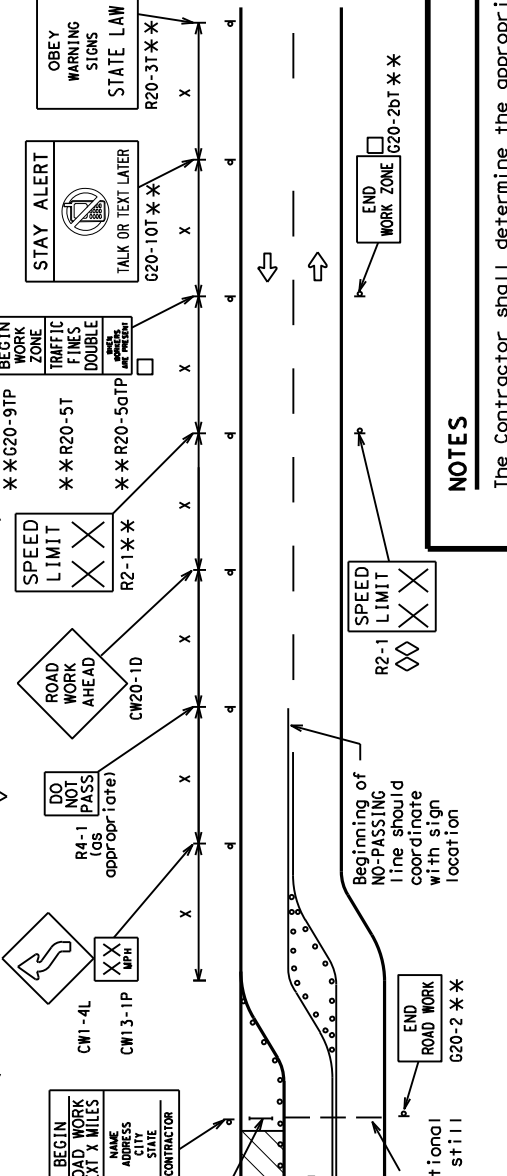 OBEY
WARNING
SIGNS
STATE LAW
R20-3T**
X
STAY ALERT
TALK OR TEXT LATER
G20-10T**
X
END
WORK ZONE
G20-2bT**
BEGIN
WORK
ZONE
TRAFFIC
FINES
DOUBLE
WHEN
WORKERS
ARE PRESENT
**G20-9TP
**R20-5T
**R20-5aTP
X
SPEED
LIMIT
XX
R2-1**
X
SPEED
LIMIT
XX
R2-1
ROAD
WORK
AHEAD
CW20-1D
X
DO
NOT
PASS
R4-1
(as
appropriate)
X
Beginning of
NO-PASSING
line should
coordinate
with sign
location
XX
MPH
CW1-4L
CW13-1P
X
END
ROAD WORK
G20-2 **
BEGIN
ROAD WORK
NEXT X MILES
NAME
ADDRESS
CITY
STATE
CONTRACTOR
still
NOTES
The Contractor shall determine the